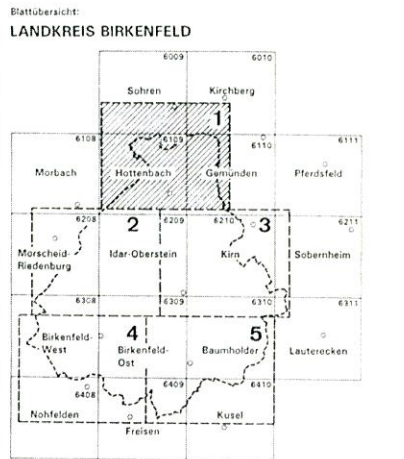 Blattübersicht:
LANDKREIS BIRKENFELD
6009 6010
Sohren Kirchberg
1
6108 6109 6110 6111
Morbach Hottenbach Gemünden Pferdsfeld
6208 2 6209 6210 3 6211
Morscheid- Idar-Oberstein Kirn Sobernheim
Riedenburg
6308 6309 6310 6311
Birkenfeld- 4 Birkenfeld- Baumholder 5 Lauterecken
West Ost
6408 6409 6410
Nohfelden Freisen Kusel